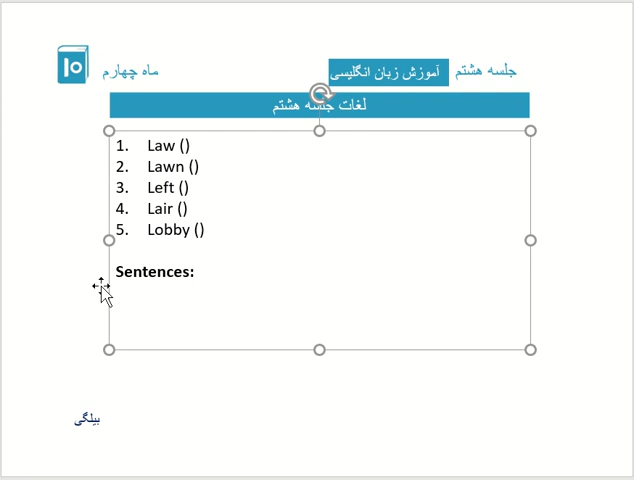 جلسه هشتم آموزش زبان انگلیسی ماه چهارم
لغات جلسه هشتم
1. Law ()
2. Lawn ()
3. Left ()
4. Lair ()
5. Lobby ()
Sentences:
بیلگی